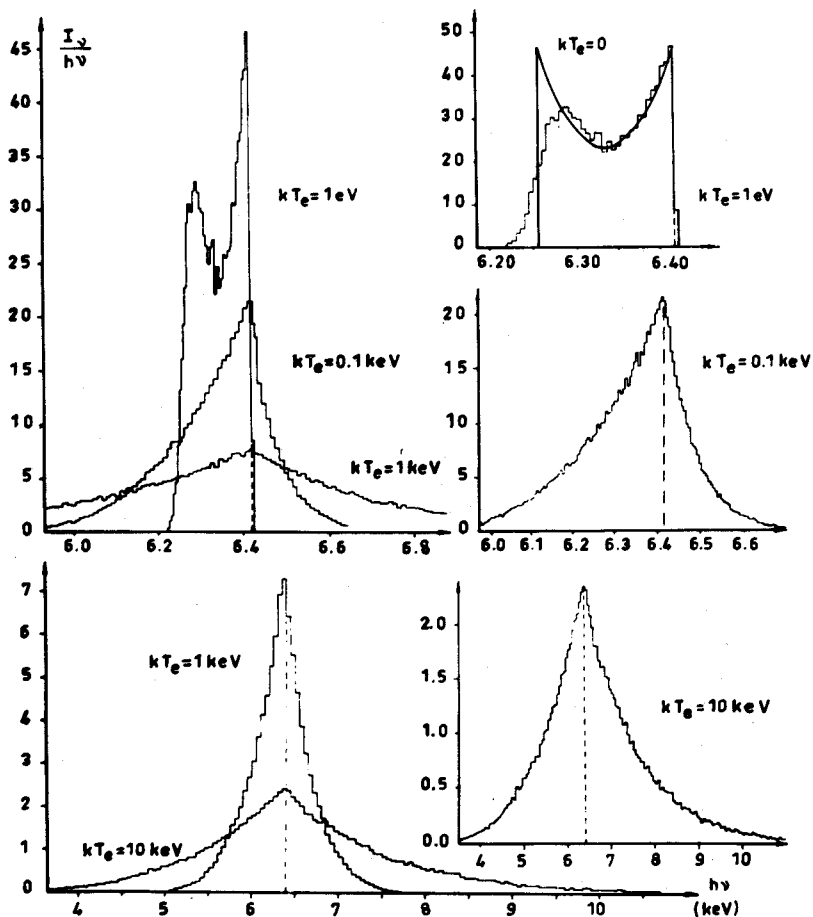 I_ν
hν
45
40
35
30
25
20
15
10
5
0
6.0 6.2 6.4 6.6 6.8
kTe=1eV
kTe=0.1keV
kTe=1keV
50
40
30
20
10
0
6.20 6.30 6.40
kTe=0
kTe=1eV
20
15
10
5
0
6.0 6.1 6.2 6.3 6.4 6.5 6.6
kTe=0.1keV
7
6
5
4
3
2
1
0
4 5 6 7 8 9 10
kTe=1keV
kTe=10keV
2.0
1.5
1.0
0.5
0.0
4 5 6 7 8 9 10
kTe=10keV
hν
(keV)